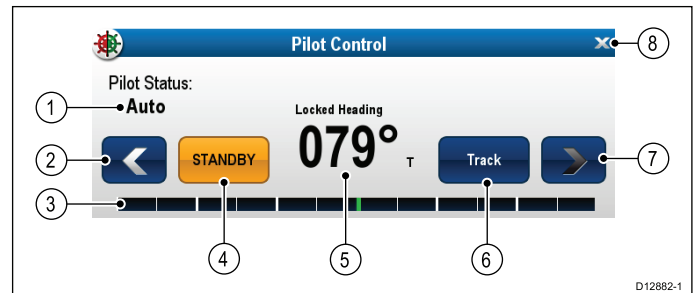 Pilot Control
8
Pilot Status:
1
Auto
Locked Heading
2
STANDBY
079° T
Track
7
3
4
5
6
D12882-1